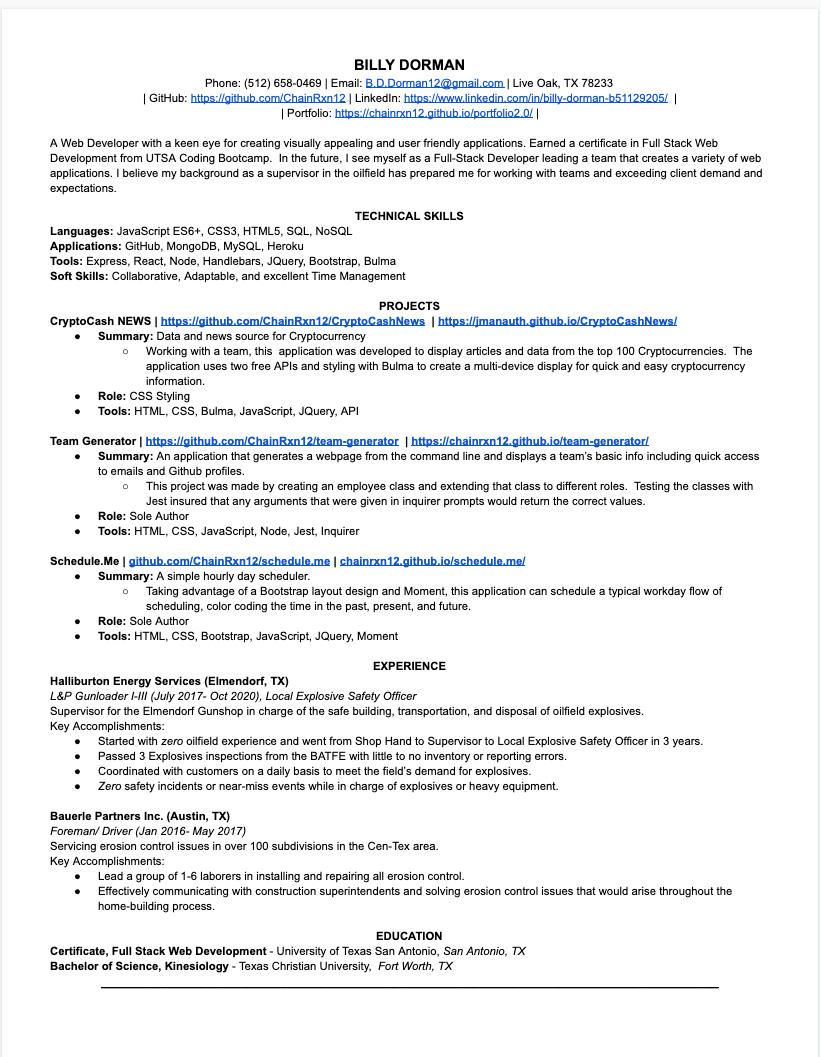 BILLY DORMAN
Phone: (512) 658-0469 | Email: B.D.Dorman12@gmail.com | Live Oak, TX 78233
| GitHub: https://github.com/ChainRxn12 | LinkedIn: https://www.linkedin.com/in/billy-dorman-b51129205/ |
| Portfolio: https://chainrxn12.github.io/portfolio2.0/ |
A Web Developer with a keen eye for creating visually appealing and user friendly applications. Earned a certificate in Full Stack Web
Development from UTSA Coding Bootcamp. In the future, I see myself as a Full-Stack Developer leading a team that creates a variety of web
applications. I believe my background as a supervisor in the oilfield has prepared me for working with teams and exceeding client demand and
expectations.
TECHNICAL SKILLS
Languages: JavaScript ES6+, CSS3, HTML5, SQL, NoSQL
Applications: GitHub, MongoDB, MySQL, Heroku
Tools: Express, React, Node, Handlebars, JQuery, Bootstrap, Bulma
Soft Skills: Collaborative, Adaptable, and excellent Time Management
PROJECTS
CryptoCash NEWS | https://github.com/ChainRxn12/CryptoCashNews | https://jmanauth.github.io/CryptoCashNews/
● Summary: Data and news source for Cryptocurrency
○ Working with a team, this application was developed to display articles and data from the top 100 Cryptocurrencies. The
application uses two free APIs and styling with Bulma to create a multi-device display for quick and easy cryptocurrency
information.
● Role: CSS Styling
● Tools: HTML, CSS, Bulma, JavaScript, JQuery, API
Team Generator | https://github.com/ChainRxn12/team-generator | https://chainrxn12.github.io/team-generator/
● Summary: An application that generates a webpage from the command line and displays a team's basic info including quick access
to emails and Github profiles.
○ This project was made by creating an employee class and extending that class to different roles. Testing the classes with
Jest insured that any arguments that were given in inquirer prompts would return the correct values.
● Role: Sole Author
● Tools: HTML, CSS, JavaScript, Node, Jest, Inquirer
Schedule.Me | github.com/ChainRxn12/schedule.me | chainrxn12.github.io/schedule.me/
● Summary: A simple hourly day scheduler.
○ Taking advantage of a Bootstrap layout design and Moment, this application can schedule a typical workday flow of
scheduling, color coding the time in the past, present, and future.
● Role: Sole Author
● Tools: HTML, CSS, Bootstrap, JavaScript, JQuery, Moment
EXPERIENCE
Halliburton Energy Services (Elmendorf, TX)
L&P Gunloader I-III (July 2017- Oct 2020), Local Explosive Safety Officer
Supervisor for the Elmendorf Gunshop in charge of the safe building, transportation, and disposal of oilfield explosives.
Key Accomplishments:
● Started with zero oilfield experience and went from Shop Hand to Supervisor to Local Explosive Safety Officer in 3 years.
● Passed 3 Explosives inspections from the BATFE with little to no inventory or reporting errors.
● Coordinated with customers on a daily basis to meet the field's demand for explosives.
● Zero safety incidents or near-miss events while in charge of explosives or heavy equipment.
Bauerle Partners Inc. (Austin, TX)
Foreman/ Driver (Jan 2016- May 2017)
Servicing erosion control issues in over 100 subdivisions in the Cen-Tex area.
Key Accomplishments:
● Lead a group of 1-6 laborers in installing and repairing all erosion control.
● Effectively communicating with construction superintendents and solving erosion control issues that would arise throughout the
home-building process.
EDUCATION
Certificate, Full Stack Web Development - University of Texas San Antonio, San Antonio, TX
Bachelor of Science, Kinesiology - Texas Christian University, Fort Worth, TX